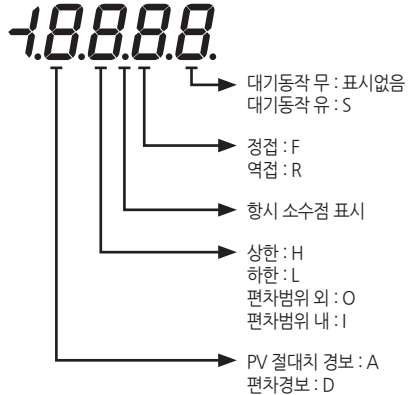 -1.8.8.8.8.
대기동작 무 : 표시없음
대기동작 유 : S
정접 : F
역접 : R
항시 소수점 표시
상한 : H
하한 : L
편차범위 외 : O
편차범위 내 : I
PV 절대치 경보 : A
편차경보 : D